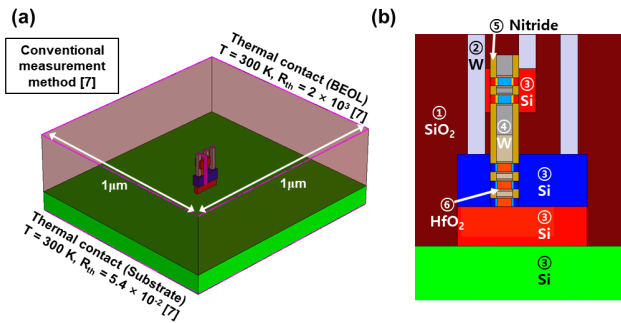 (a)
Conventional
measurement
method [7]
Thermal contact (BEOL)
T = 300 K, Rth = 2 × 10³ [7]
1μm
1μm
Thermal contact (Substrate)
T = 300 K, Rth = 5.4 × 10⁻² [7]
(b)
⑤ Nitride
②
W
③
Si
①
SiO₂
④
W
③
Si
⑥
HfO₂
③
Si
③
Si